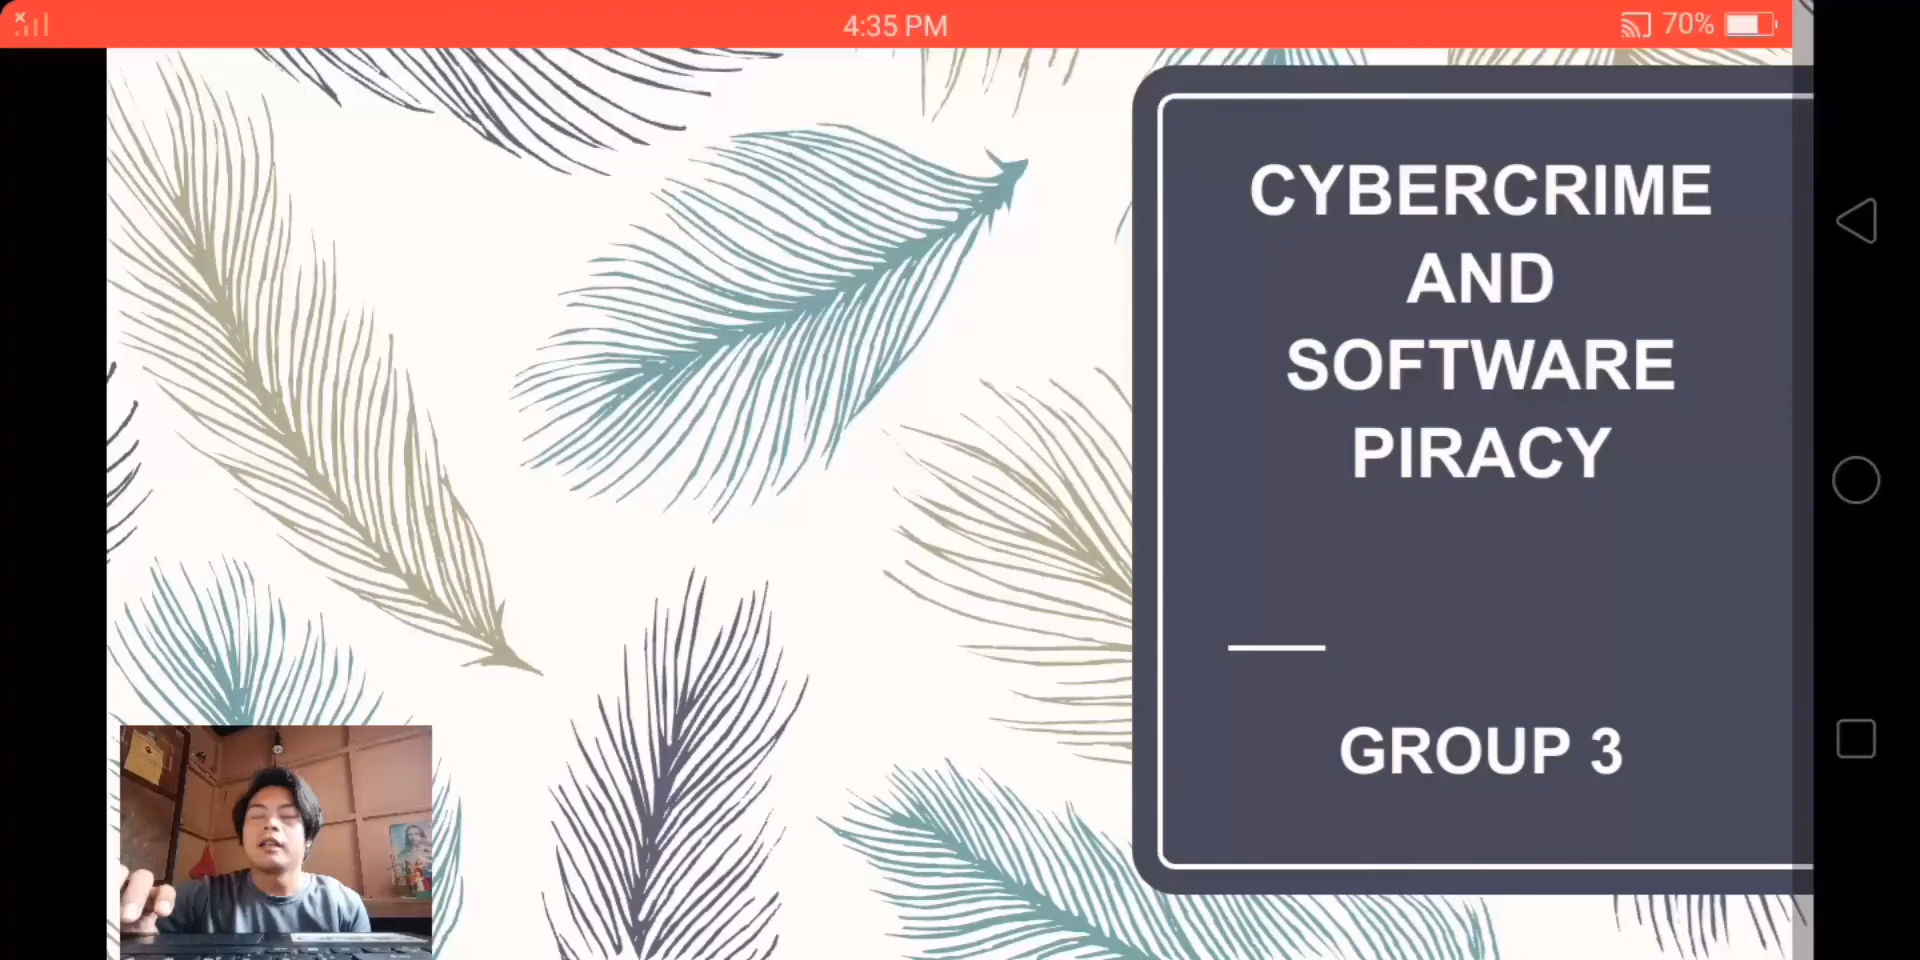 4:35 PM
70%
CYBERCRIME
AND
SOFTWARE
PIRACY
GROUP 3